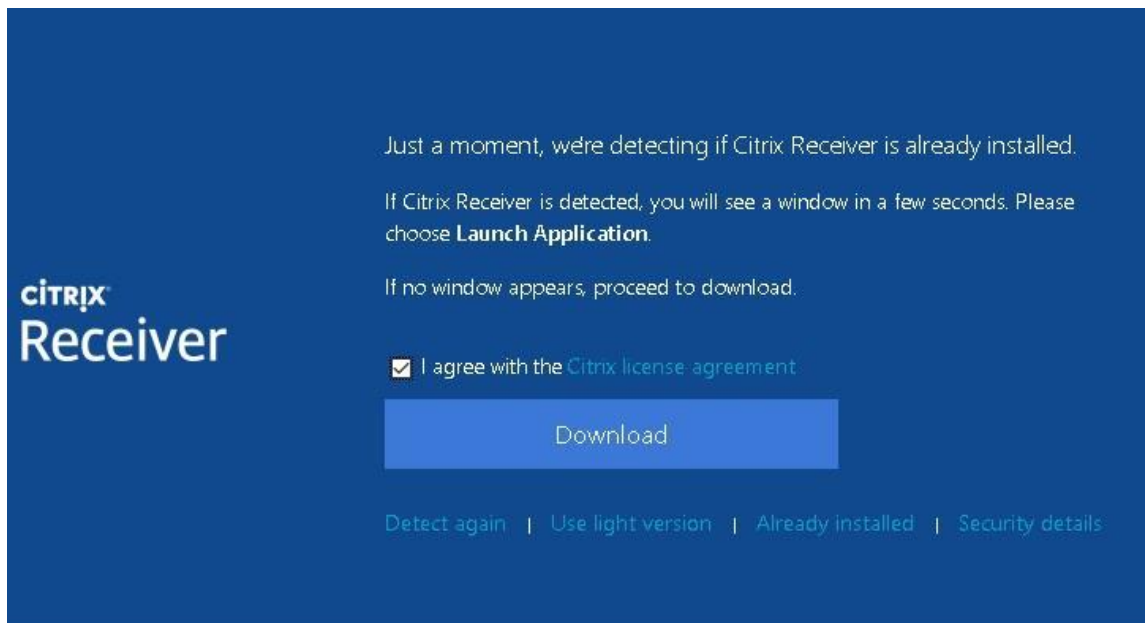 Just a moment, we're detecting if Citrix Receiver is already installed.
If Citrix Receiver is detected, you will see a window in a few seconds. Please
choose Launch Application.
If no window appears, proceed to download.
CİTRIX
Receiver
I agree with the Citrix license agreement
Download
Detect again | Use light version | Already installed | Security details